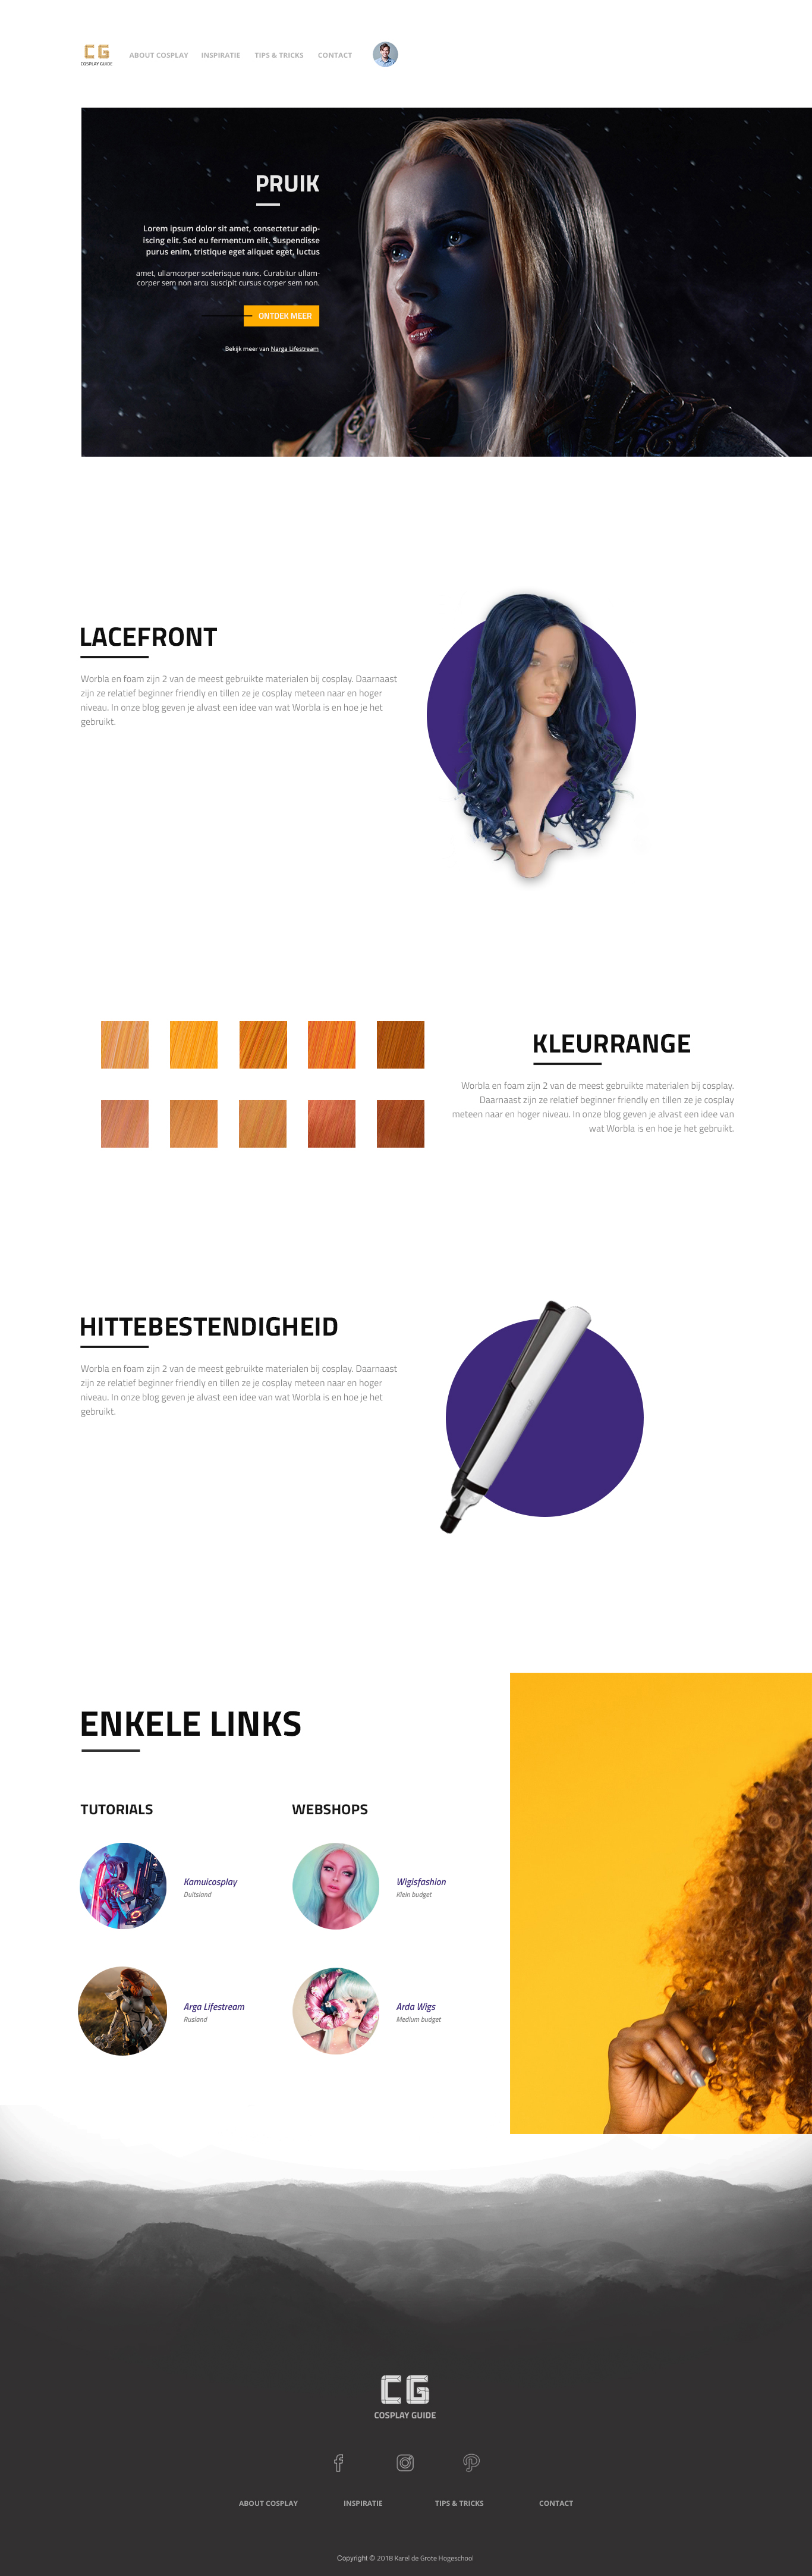 CG
COSPLAY GUIDE
ABOUT COSPLAY INSPIRATIE TIPS & TRICKS CONTACT
PRUIK
Lorem ipsum dolor sit amet, consectetur adip-
iscing elit. Sed eu fermentum elit. Suspendisse
purus enim, tristique eget aliquet eget, luctus
amet, ullamcorper scelerisque nunc. Curabitur ullam-
corper sem non arcu suscipit cursus corper sem non.
ONTDEK MEER
Bekijk meer van Narga Lifestream
LACEFRONT
Worbla en foam zijn 2 van de meest gebruikte materialen bij cosplay. Daarnaast
zijn ze relatief beginner friendly en tillen ze je cosplay meteen naar en hoger
niveau. In onze blog geven je alvast een idee van wat Worbla is en hoe je het
gebruikt.
KLEURRANGE
Worbla en foam zijn 2 van de meest gebruikte materialen bij cosplay.
Daarnaast zijn ze relatief beginner friendly en tillen ze je cosplay
meteen naar en hoger niveau. In onze blog geven je alvast een idee van
wat Worbla is en hoe je het gebruikt.
HITTEBESTENDIGHEID
Worbla en foam zijn 2 van de meest gebruikte materialen bij cosplay. Daarnaast
zijn ze relatief beginner friendly en tillen ze je cosplay meteen naar en hoger
niveau. In onze blog geven je alvast een idee van wat Worbla is en hoe je het
gebruikt.
ENKELE LINKS
TUTORIALS
Kamuicosplay
Duitsland
Arga Lifestream
Rusland
WEBSHOPS
Wigisfashion
Klein budget
Arda Wigs
Medium budget
CG
COSPLAY GUIDE
ABOUT COSPLAY INSPIRATIE TIPS & TRICKS CONTACT
Copyright © 2018 Karel de Grote Hogeschool